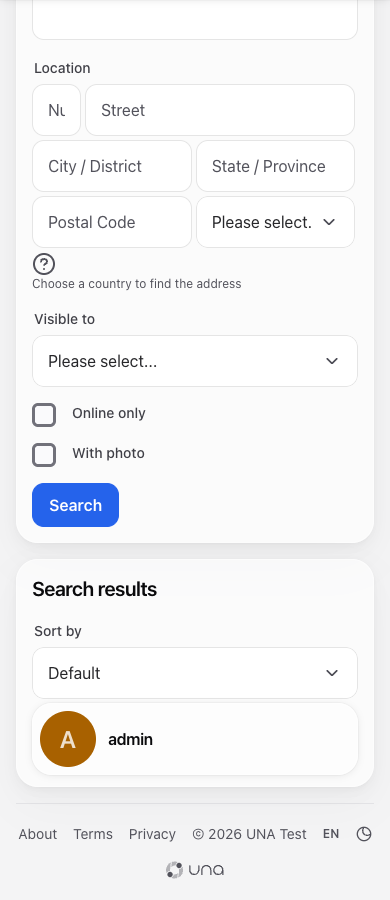 Location
Nu
Street
City / District
State / Province
Postal Code
Please select.
Choose a country to find the address
Visible to
Please select...
Online only
With photo
Search
Search results
Sort by
Default
A
admin
About Terms Privacy © 2026 UNA Test EN
una